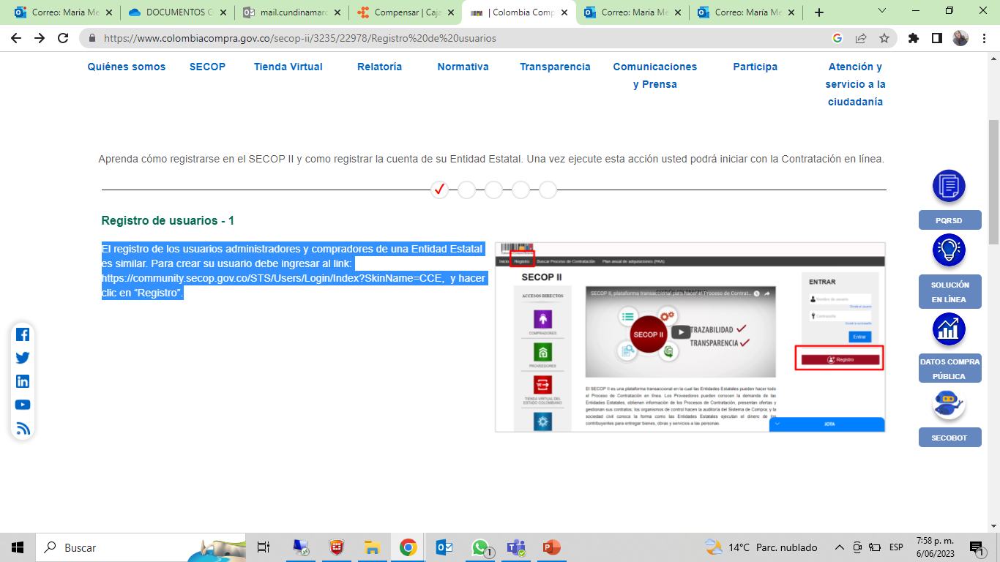 Correo: Maria Me
DOCUMENTOS C
mail.cundinamarc
Compensar | Caja
| Colombia Comp
Correo: Maria Me
Correo: María Me
https://www.colombiacompra.gov.co/secop-ii/3235/22978/Registro%20de%20usuarios
Quiénes somos
SECOP
Tienda Virtual
Relatoría
Normativa
Transparencia
Comunicaciones
y Prensa
Participa
Atención y
servicio a la
ciudadanía
Aprenda cómo registrarse en el SECOP II y como registrar la cuenta de su Entidad Estatal. Una vez ejecute esta acción usted podrá iniciar con la Contratación en línea.
Registro de usuarios - 1
El registro de los usuarios administradores y compradores de una Entidad Estatal
es similar. Para crear su usuario debe ingresar al link:
https://community.secop.gov.co/STS/Users/Login/Index?SkinName=CCE, y hacer
clic en “Registro”.
Inicio Registro Buscar Proceso de Contratación Plan anual de adquisiciones (PAA)
SECOP II
ACCESOS DIRECTOS
COMPRADORES
PROVEEDORES
TIENDA VIRTUAL DEL
ESTADO COLOMBIANO
SECOP II, plataforma transaccional para hacer el Proceso de Contrat...
SECOP II
TRAZABILIDAD
TRANSPARENCIA
El SECOP II es una plataforma transaccional en la cual las Entidades Estatales pueden hacer todo
el Proceso de Contratación en línea. Los Proveedores pueden conocer la demanda de las
Entidades Estatales, obtienen información de los Procesos de Contratación, presentan ofertas y
gestionan sus contratos; los organismos de control hacen la auditoría del Sistema de Compra; y la
sociedad civil conoce la forma como las Entidades Estatales ejecutan el dinero de los
contribuyentes para entregar bienes, obras y servicios a las personas.
ENTRAR
Nombre de usuario
Contraseña
Entrar
Registro
JOTA
PQRSD
SOLUCIÓN
EN LÍNEA
DATOS COMPRA
PÚBLICA
SECOBOT
Buscar
1
14°C Parc. nublado
ESP
7:58 p. m.
6/06/2023
1